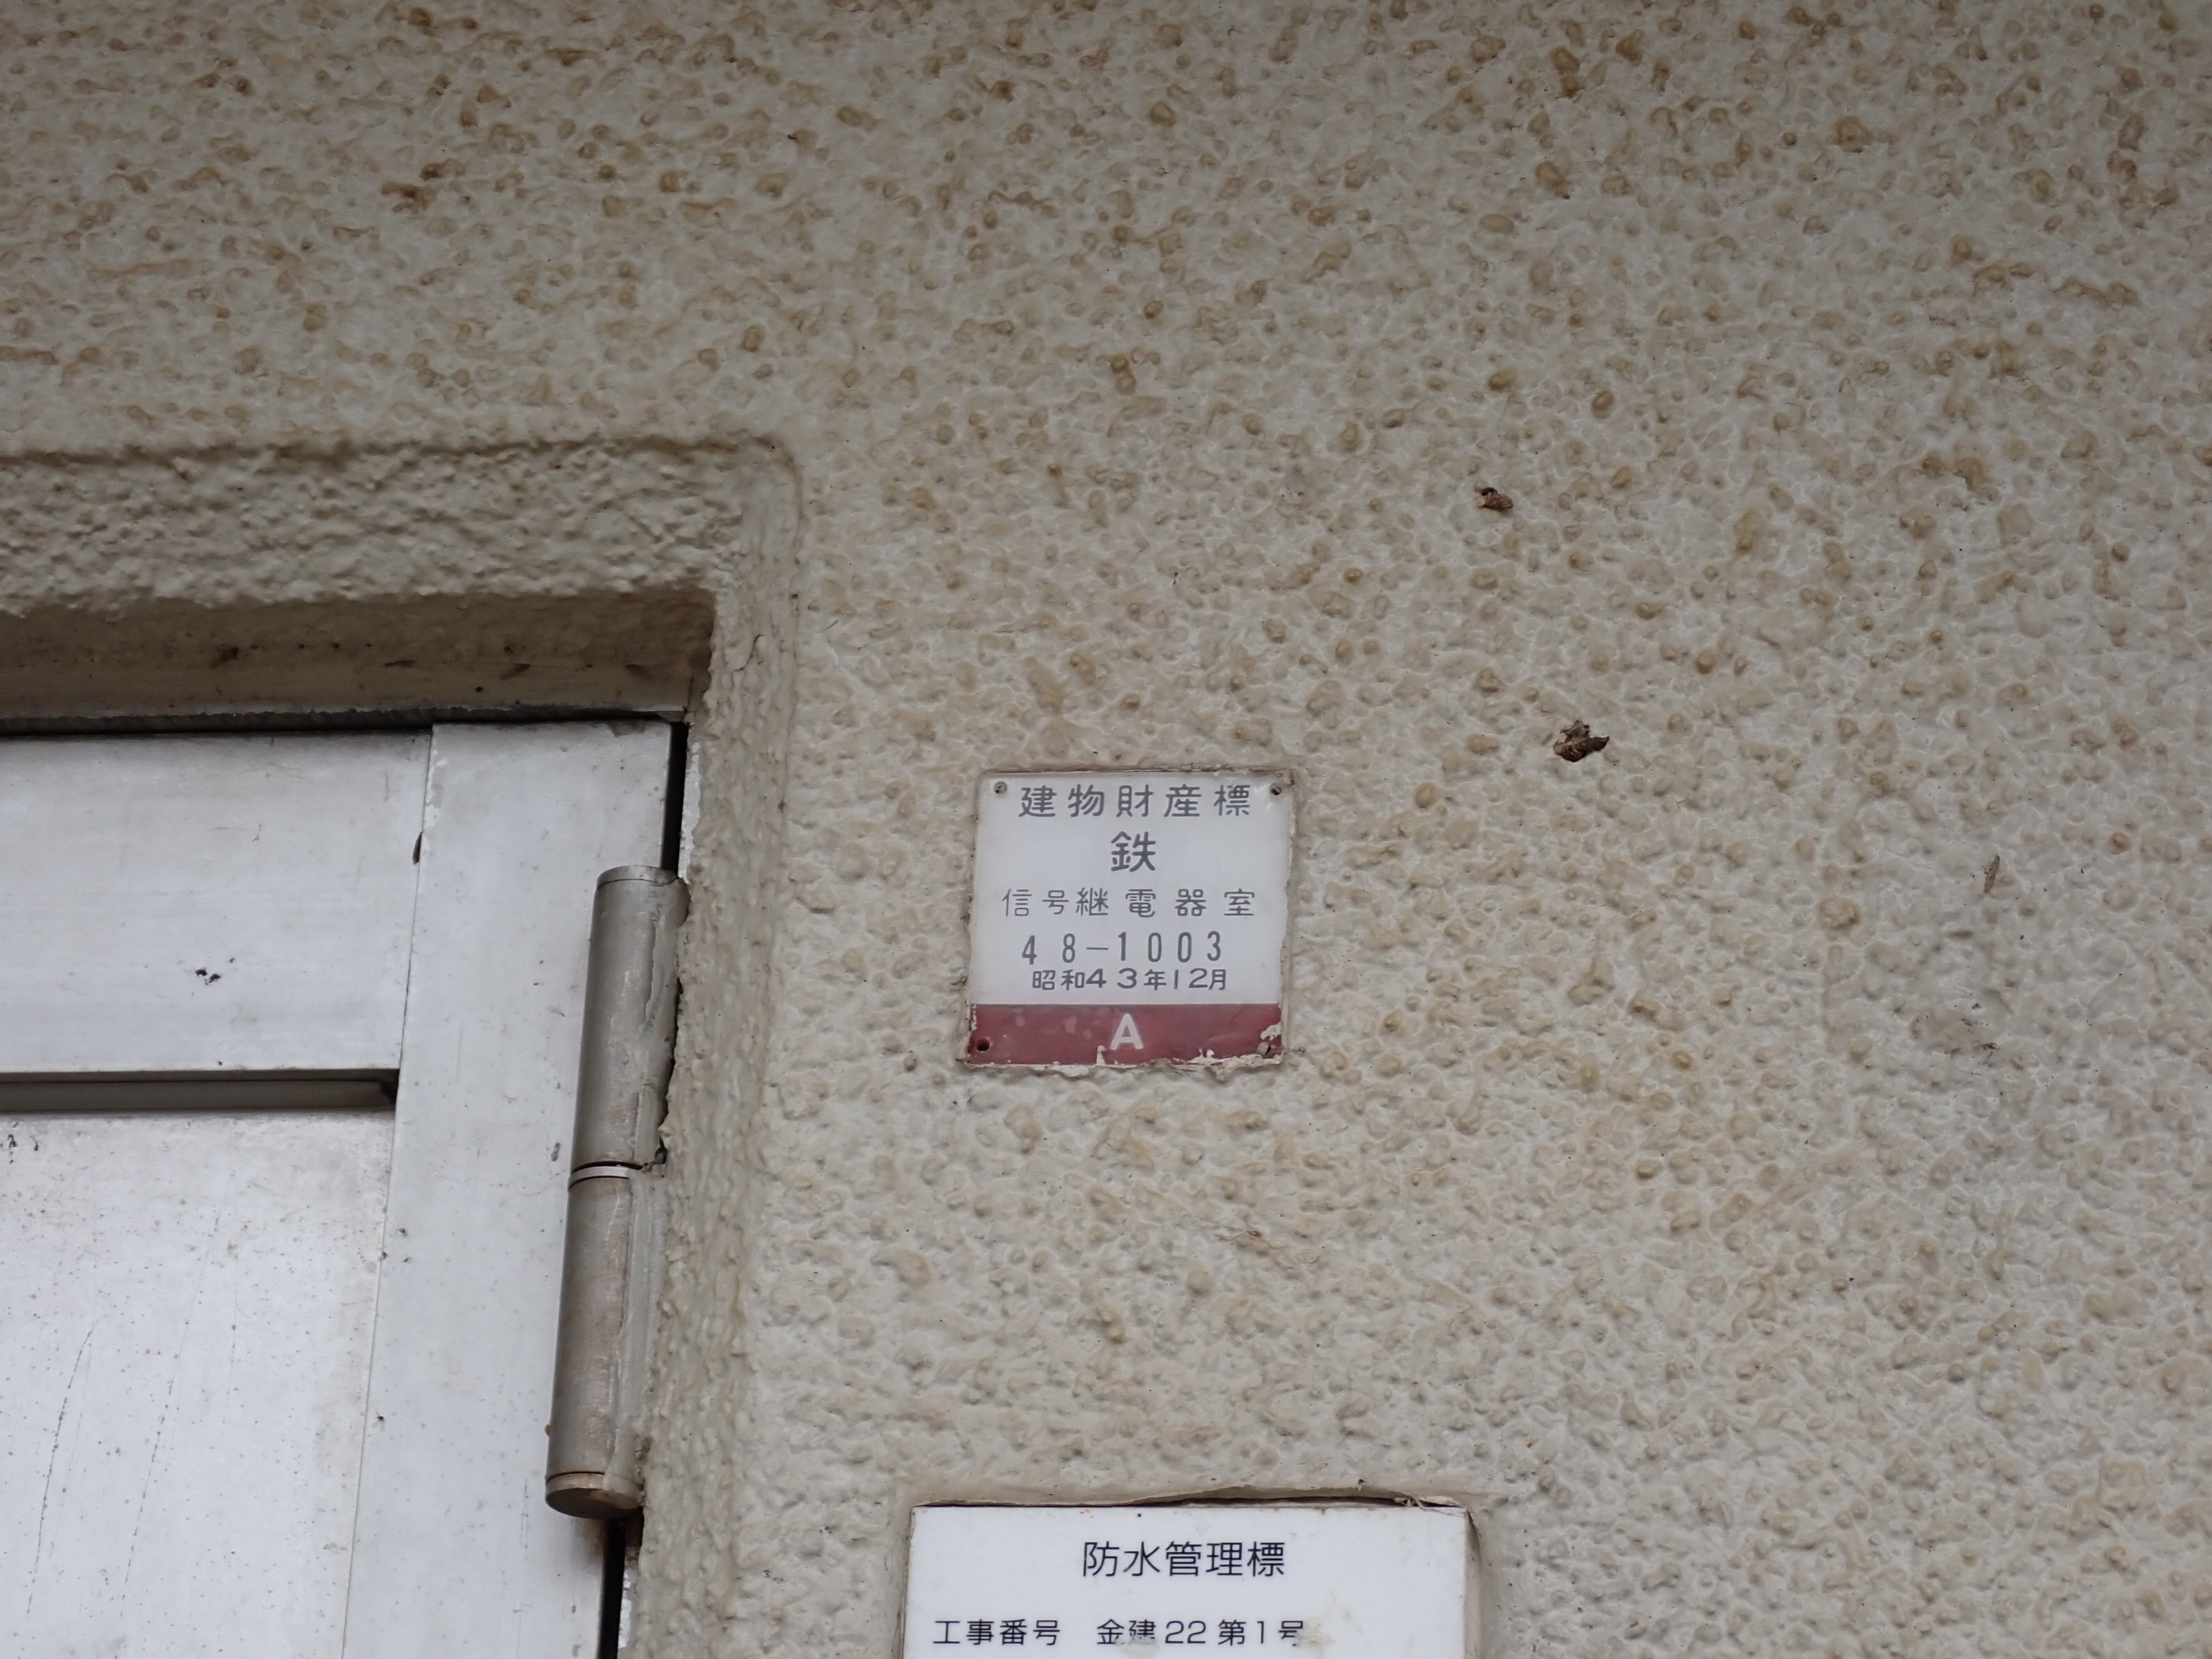 建物財産標
鉄
信号継電器室
48-1003
昭和43年12月
A
防水管理標
工事番号 金建22第1号